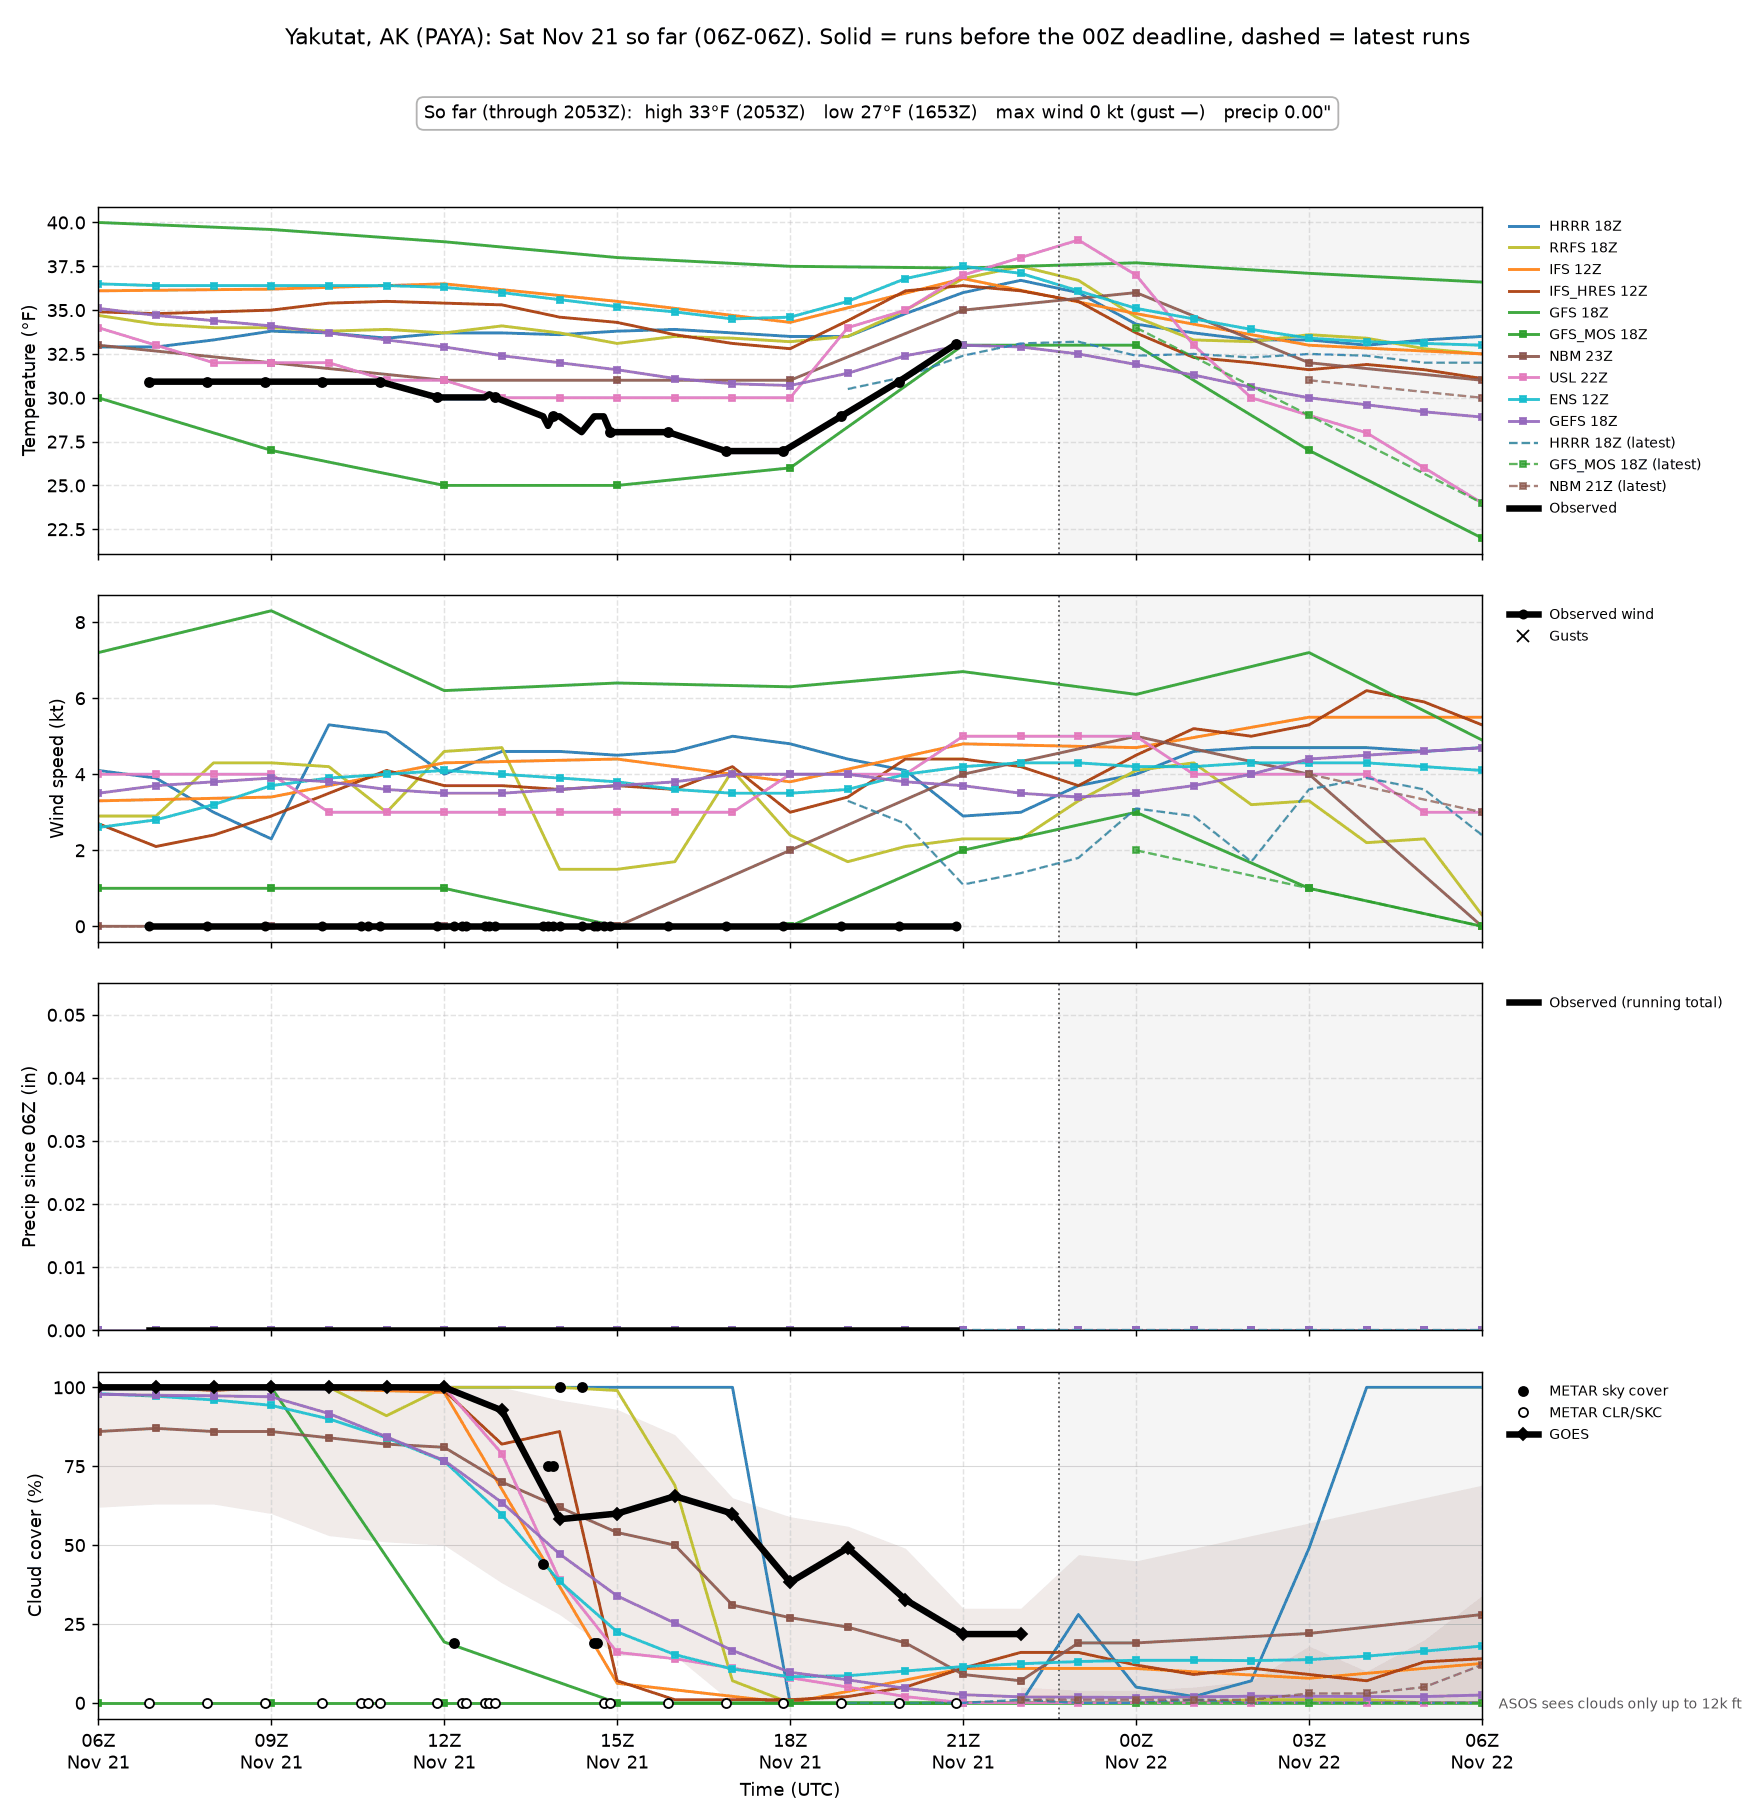 Yakutat, AK (PAYA): Sat Nov 21 so far (06Z-06Z). Solid = runs before the 00Z deadline, dashed = latest runs
So far (through 2053Z):  high 33°F (2053Z)   low 27°F (1653Z)   max wind 0 kt (gust —)   precip 0.00"
Temperature (°F)
40.0
37.5
35.0
32.5
30.0
27.5
25.0
22.5
HRRR 18Z
RRFS 18Z
IFS 12Z
IFS_HRES 12Z
GFS 18Z
GFS_MOS 18Z
NBM 23Z
USL 22Z
ENS 12Z
GEFS 18Z
HRRR 18Z (latest)
GFS_MOS 18Z (latest)
NBM 21Z (latest)
Observed
Wind speed (kt)
8
6
4
2
0
Observed wind
Gusts
Precip since 06Z (in)
0.05
0.04
0.03
0.02
0.01
0.00
Observed (running total)
Cloud cover (%)
100
75
50
25
0
METAR sky cover
METAR CLR/SKC
GOES
ASOS sees clouds only up to 12k ft
06Z
Nov 21
09Z
Nov 21
12Z
Nov 21
15Z
Nov 21
18Z
Nov 21
21Z
Nov 21
00Z
Nov 22
03Z
Nov 22
06Z
Nov 22
Time (UTC)